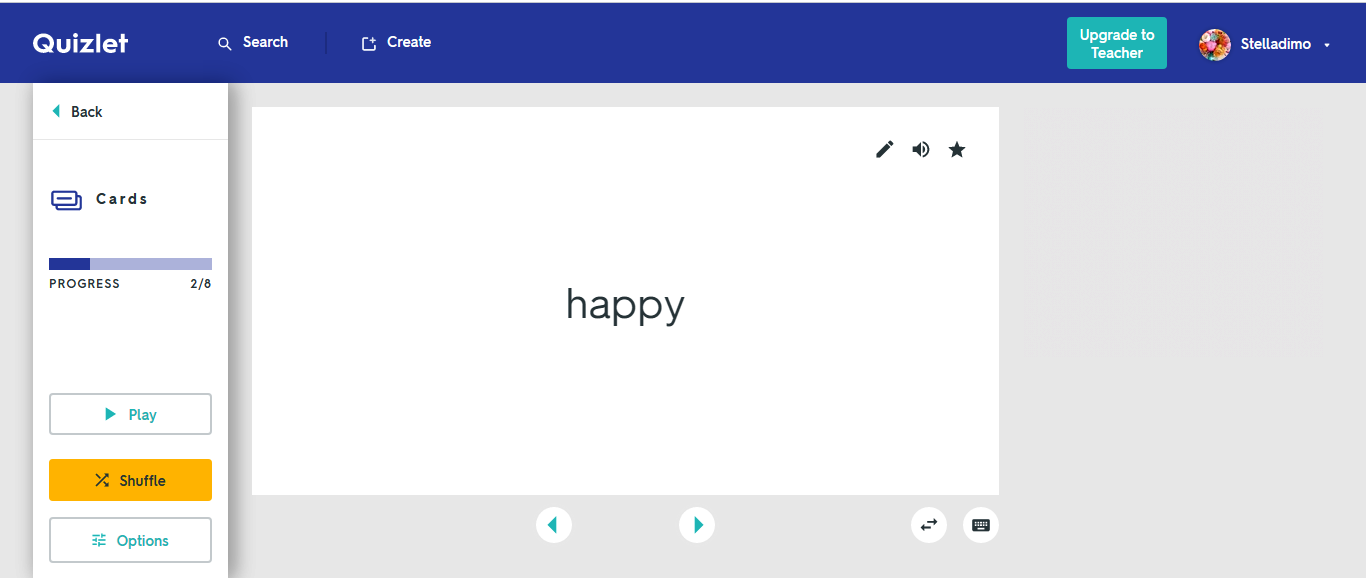 Quizlet
Search
Create
Upgrade to
Teacher
Stelladimo
Back
Cards
PROGRESS 2/8
happy
Play
Shuffle
Options